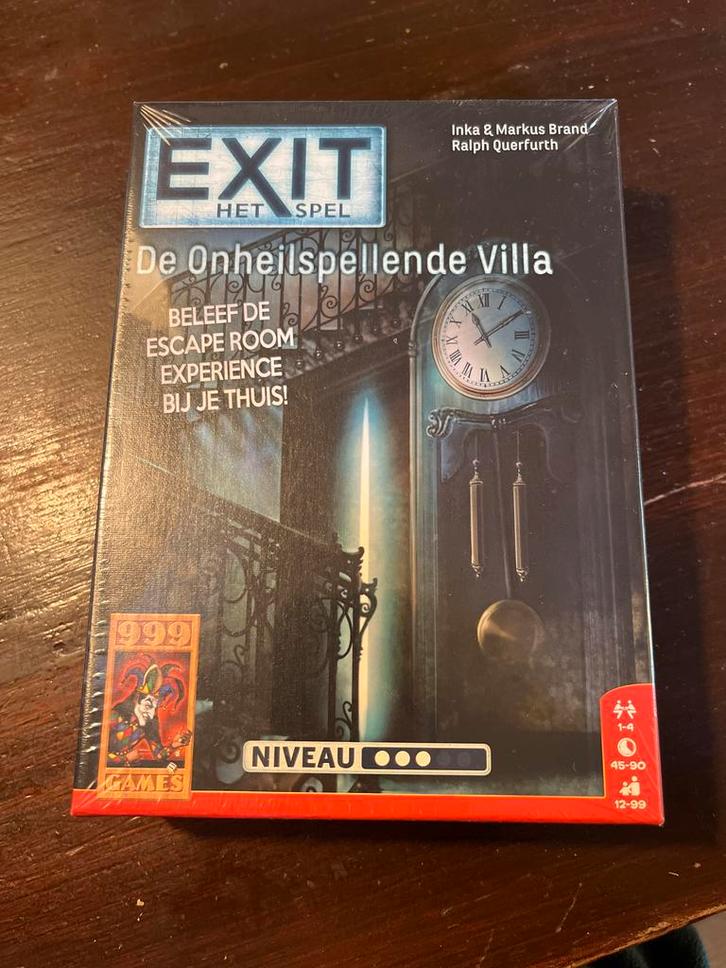 EXIT
HET SPEL
Inka & Markus Brand
Ralph Querfurth
De Onheilspellende Villa
BELEEF DE
ESCAPE ROOM
EXPERIENCE
BIJ JE THUIS!
999
GAMES
NIVEAU
1-4
45-90
12-99